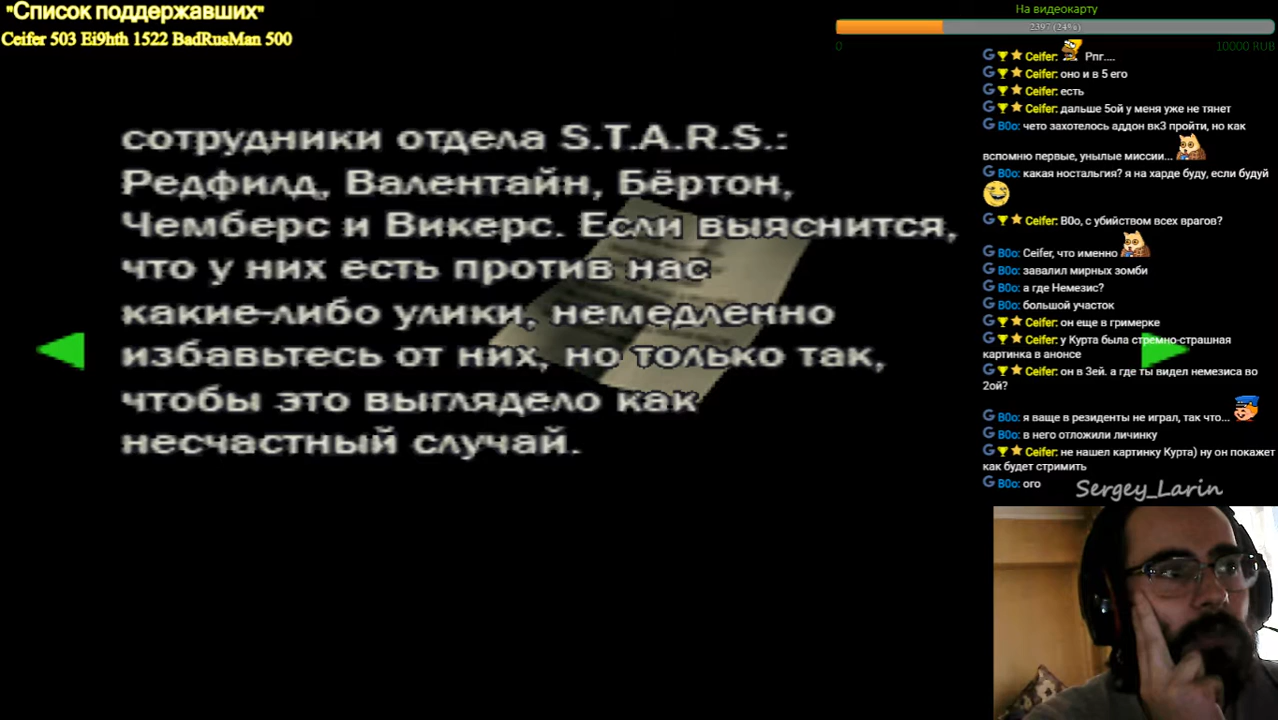 "Список поддержавших"
Ceifer 503 Ei9hth 1522 BadRusMan 500
На видеокарту
2397 (24%)
0
10000 RUB
сотрудники отдела S.T.A.R.S.:
Редфилд, Валентайн, Бёртон,
Чемберс и Викерс. Если выяснится,
что у них есть против нас
какие-либо улики, немедленно
избавьтесь от них, но только так,
чтобы это выглядело как
несчастный случай.
Ceifer: Рпг....
Ceifer: оно и в 5 его
Ceifer: есть
Ceifer: дальше 5ой у меня уже не тянет
B0o: чето захотелось аддон вк3 пройти, но как
вспомню первые, унылые миссии...
B0o: какая ностальгия? я на харде буду, если будуй
Ceifer: B0o, с убийством всех врагов?
B0o: Ceifer, что именно
B0o: завалил мирных зомби
B0o: а где Немезис?
B0o: большой участок
Ceifer: он еще в гримерке
Ceifer: у Курта была стремно-страшная
картинка в анонсе
Ceifer: он в 3ей. а где ты видел немезиса во
2ой?
B0o: я ваще в резиденты не играл, так что...
B0o: в него отложили личинку
Ceifer: не нашел картинку Курта) ну он покажет
как будет стримить
B0o: ого
Sergey_Larin